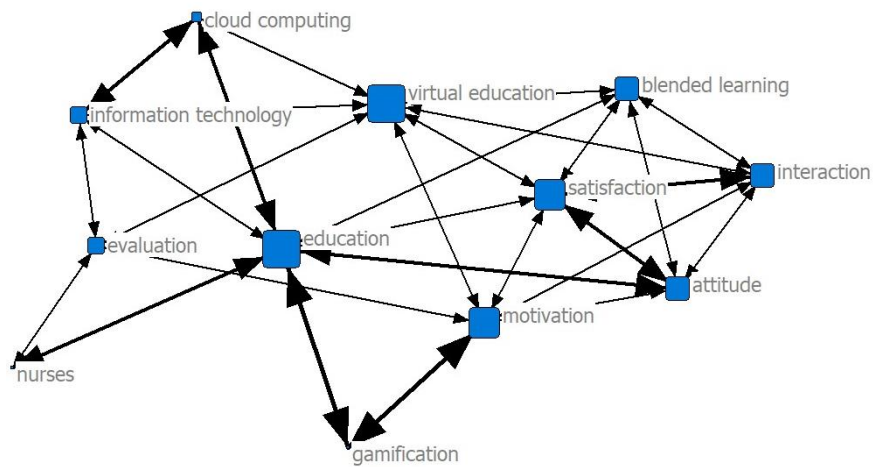 cloud computing
virtual education
blended learning
information technology
interaction
satisfaction
education
evaluation
attitude
motivation
nurses
gamification